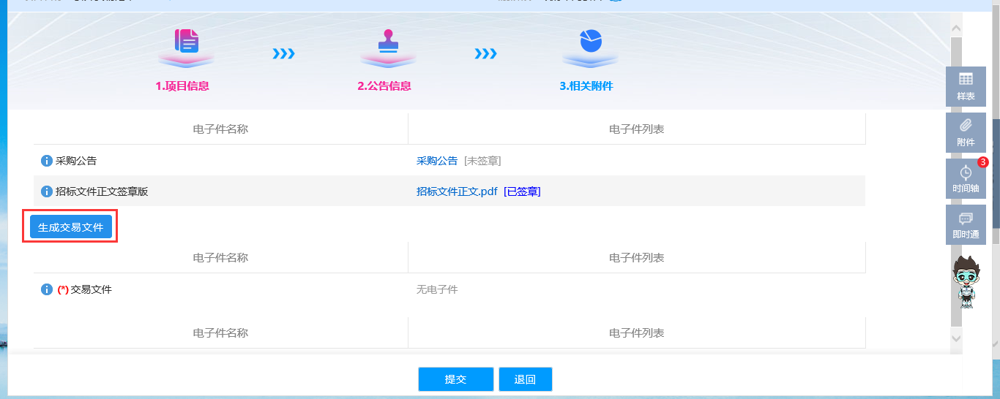 1.项目信息
2.公告信息
3.相关附件
样表
附件
3
时间轴
即时通
电子件名称 电子件列表
采购公告 采购公告 [未签章]
招标文件正文签章版 招标文件正文.pdf [已签章]
生成交易文件
电子件名称 电子件列表
(*) 交易文件 无电子件
电子件名称 电子件列表
提交 退回